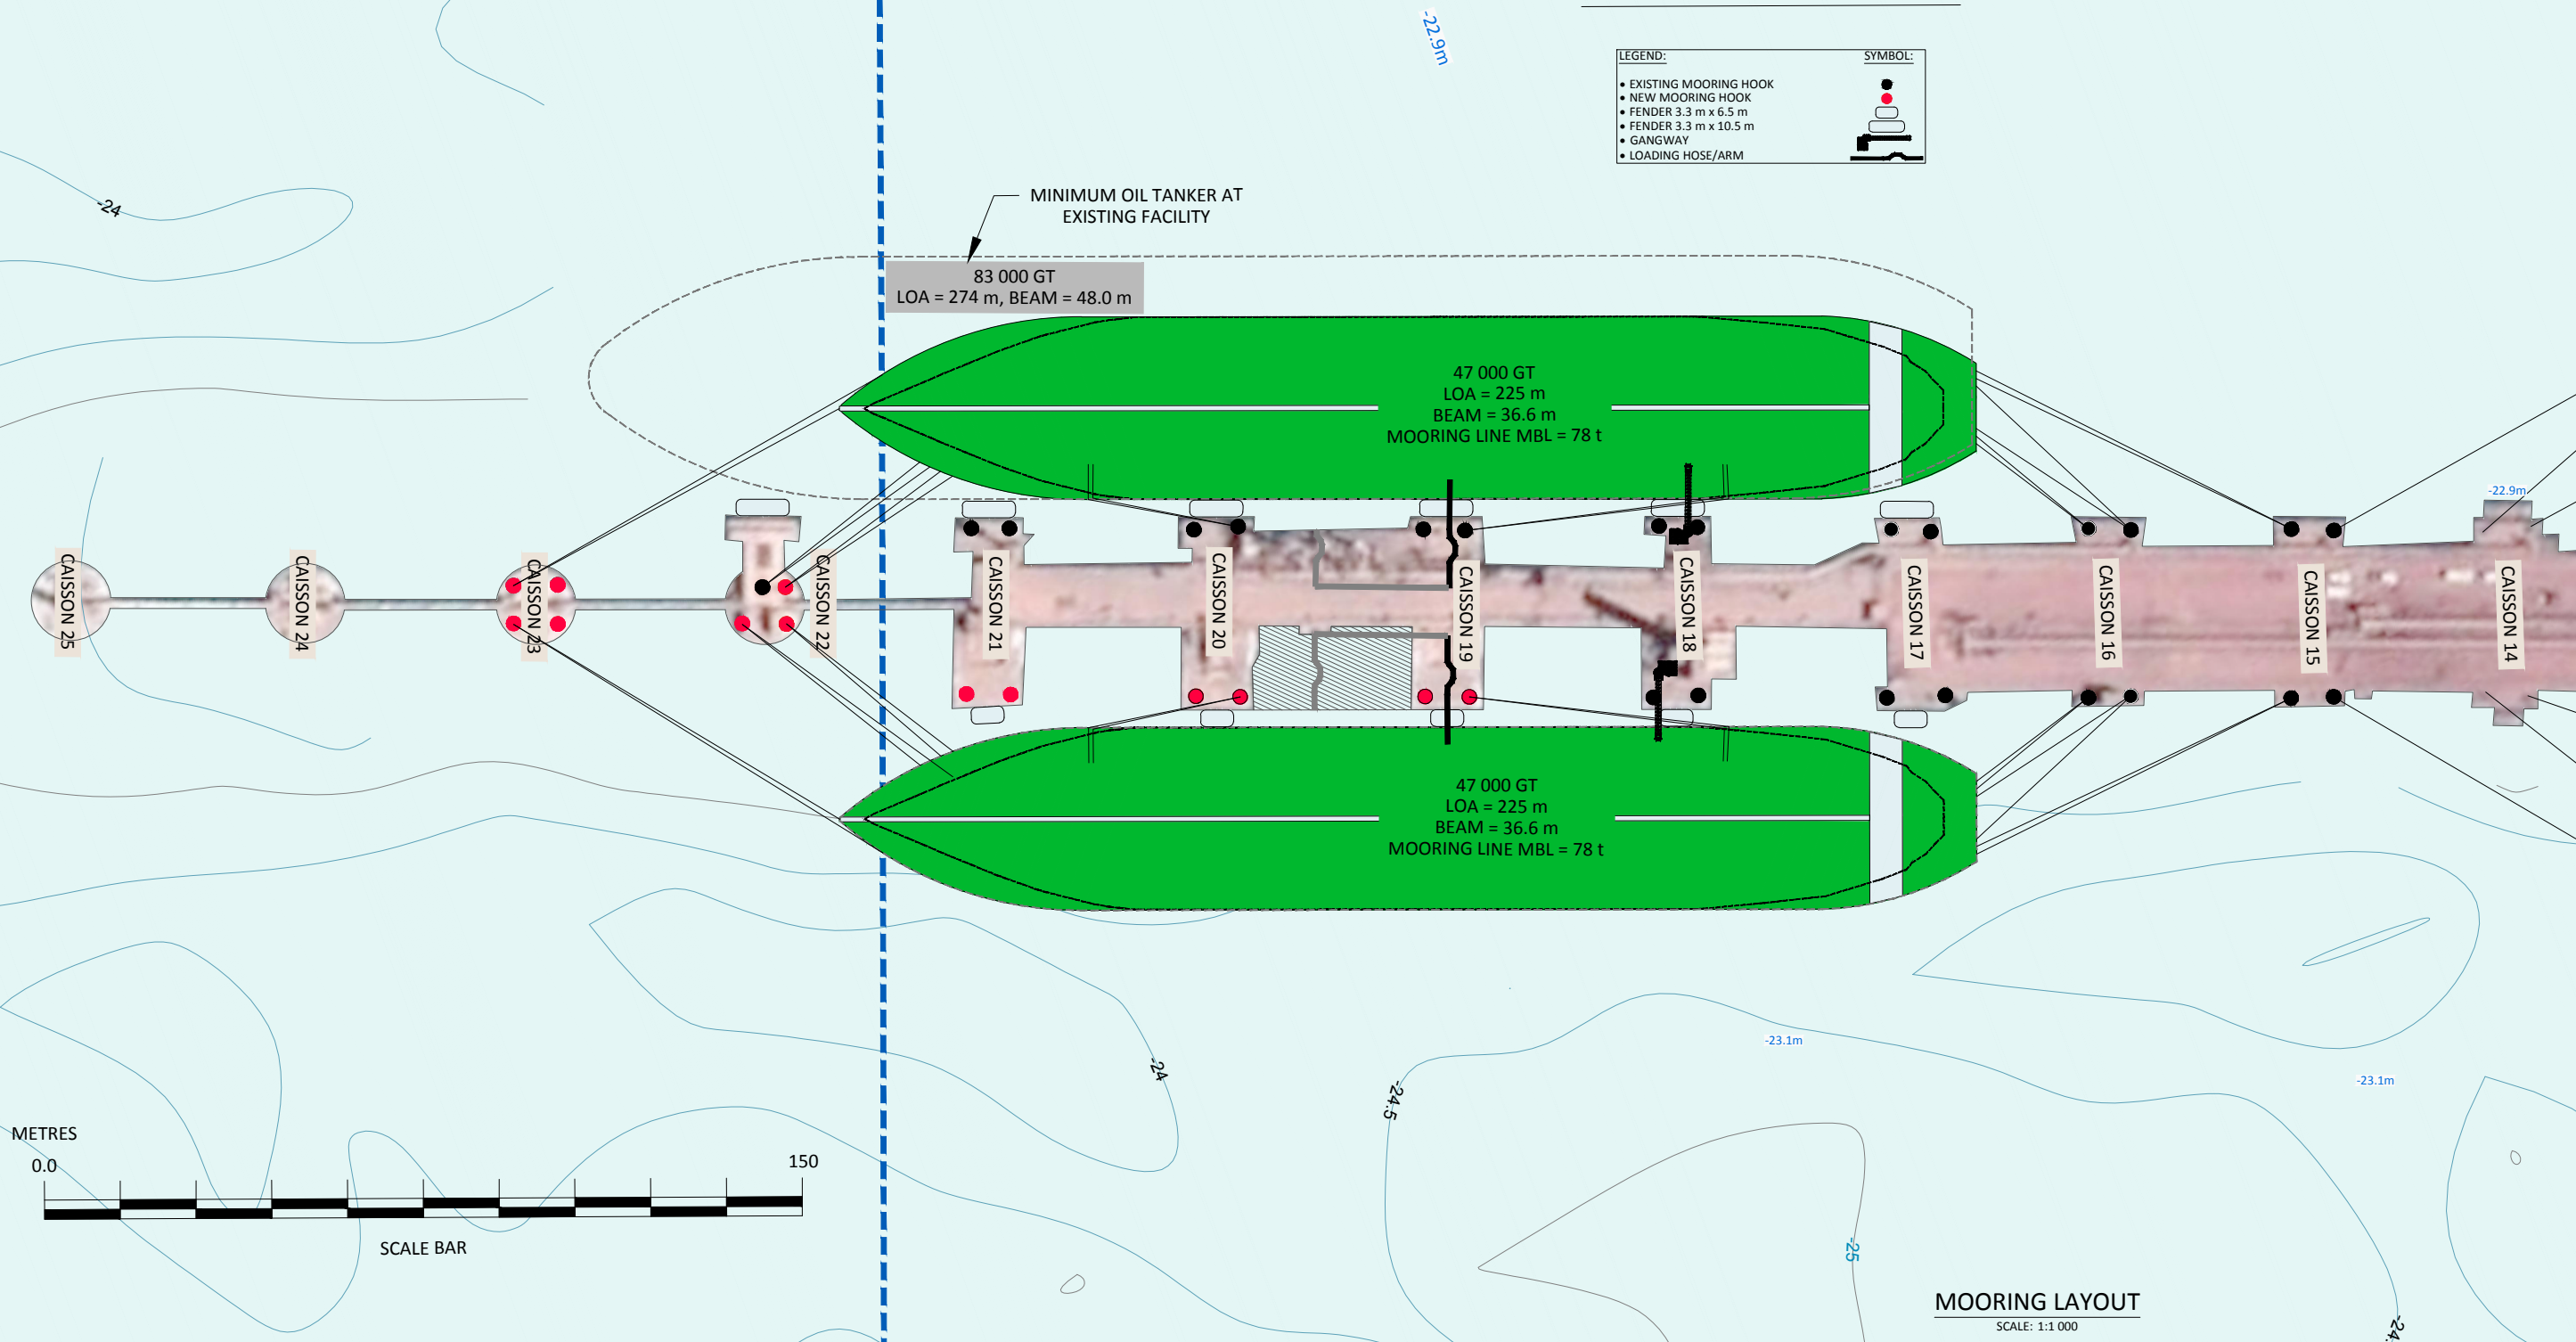 -22.9m
LEGEND: SYMBOL:
• EXISTING MOORING HOOK
• NEW MOORING HOOK
• FENDER 3.3 m x 6.5 m
• FENDER 3.3 m x 10.5 m
• GANGWAY
• LOADING HOSE/ARM
-24
MINIMUM OIL TANKER AT
EXISTING FACILITY
83 000 GT
LOA = 274 m, BEAM = 48.0 m
47 000 GT
LOA = 225 m
BEAM = 36.6 m
MOORING LINE MBL = 78 t
-22.9m
CAISSON 25
CAISSON 24
CAISSON 23
CAISSON 22
CAISSON 21
CAISSON 20
CAISSON 19
CAISSON 18
CAISSON 17
CAISSON 16
CAISSON 15
CAISSON 14
47 000 GT
LOA = 225 m
BEAM = 36.6 m
MOORING LINE MBL = 78 t
-23.1m
-24
-24.5
-23.1m
METRES
0.0 150
SCALE BAR
-25
MOORING LAYOUT
SCALE: 1:1 000